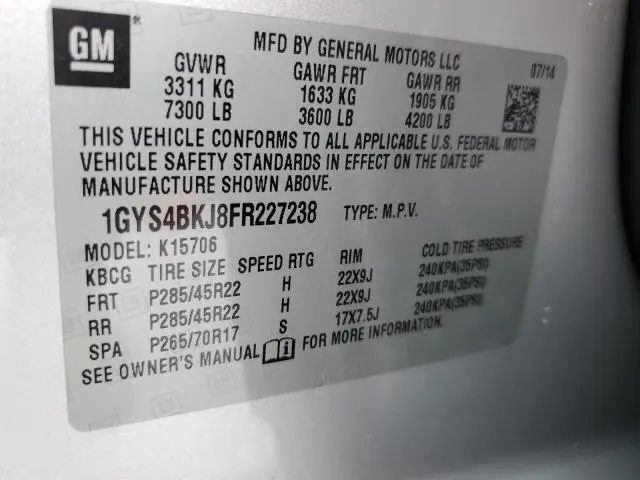 GM
MFD BY GENERAL MOTORS LLC
07/14
GVWR GAWR FRT GAWR RR
3311 KG 1633 KG 1905 KG
7300 LB 3600 LB 4200 LB
THIS VEHICLE CONFORMS TO ALL APPLICABLE U.S. FEDERAL MOTOR
VEHICLE SAFETY STANDARDS IN EFFECT ON THE DATE OF
MANUFACTURE SHOWN ABOVE.
1GYS4BKJ8FR227238 TYPE: M.P.V.
MODEL: K15706
KBCG TIRE SIZE SPEED RTG RIM COLD TIRE PRESSURE
FRT P285/45R22 H 22X9J 240KPA(35PSI)
RR P285/45R22 H 22X9J 240KPA(35PSI)
SPA P265/70R17 S 17X7.5J 240KPA(35PSI)
SEE OWNER'S MANUAL FOR MORE INFORMATION.